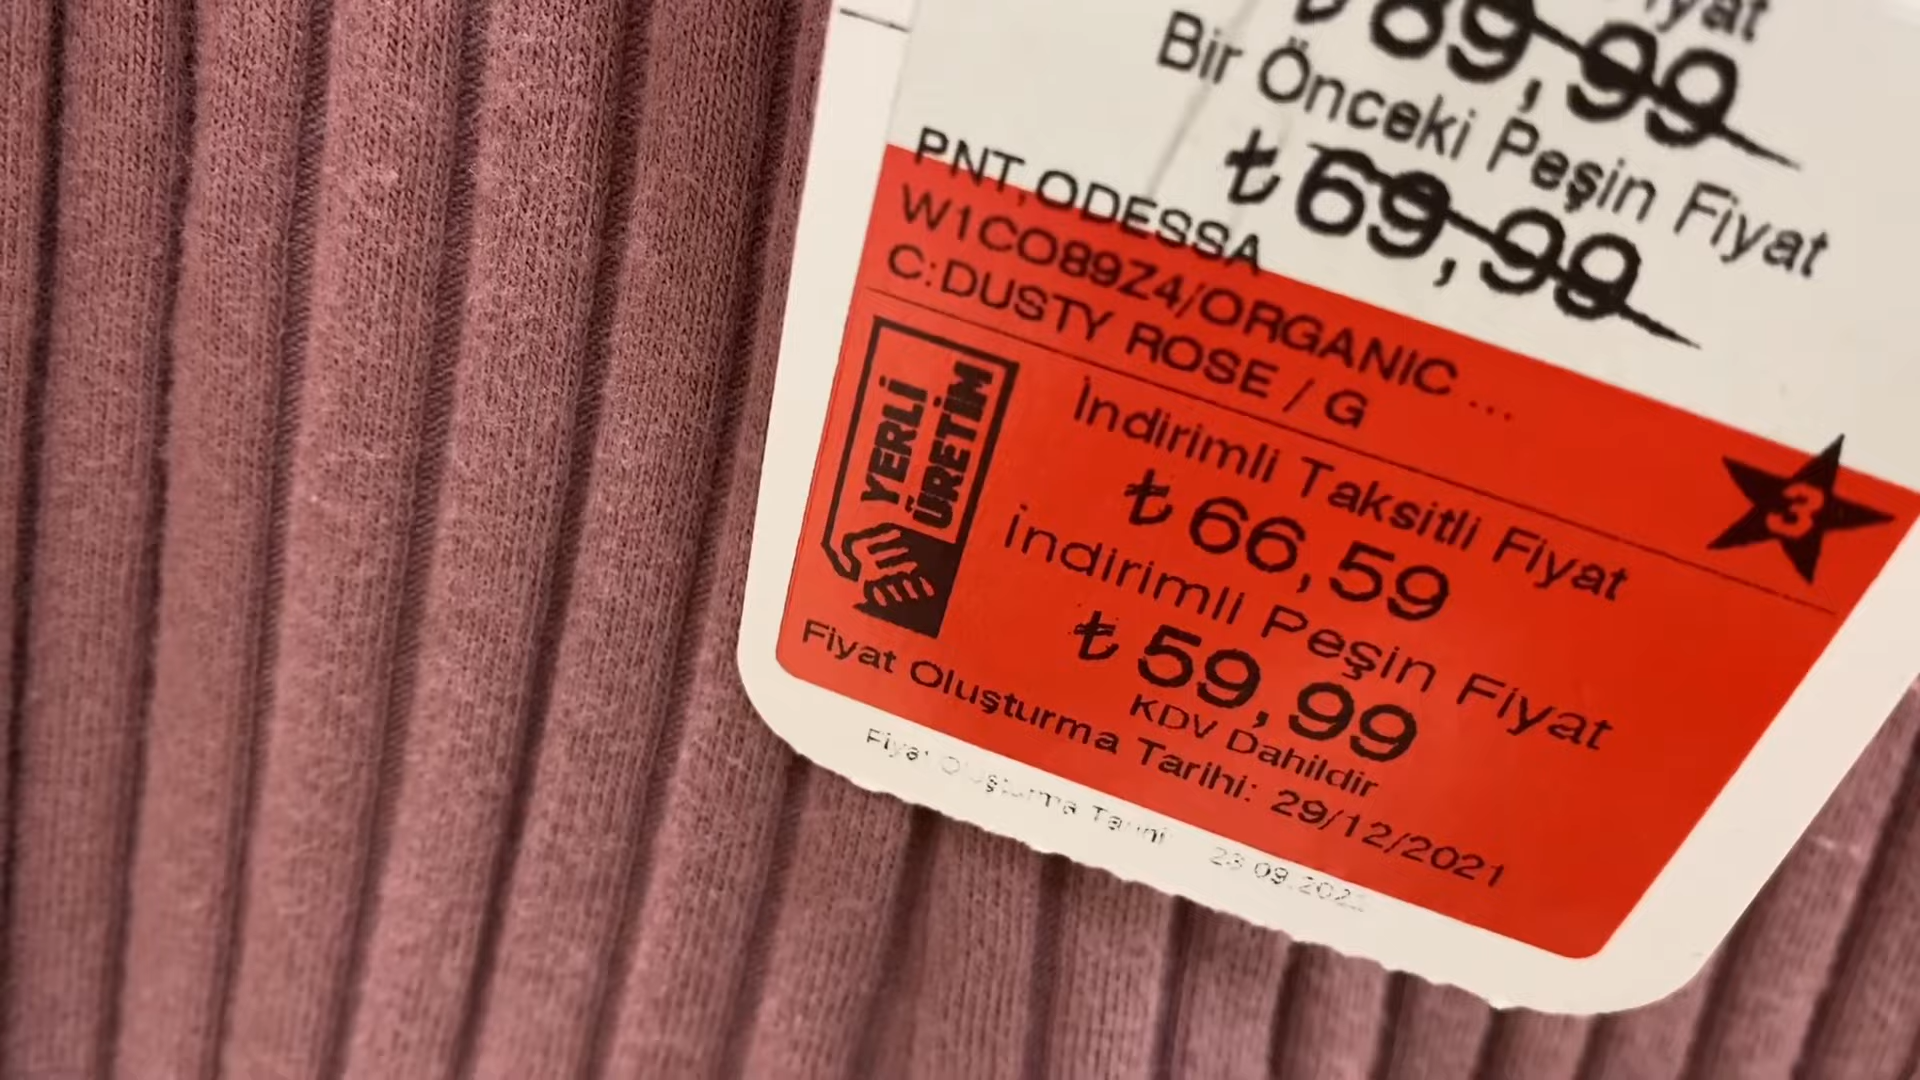 ₺89,99
Bir Önceki Peşin Fiyat
₺69,99
PNT,ODESSA
W1CO89Z4/ORGANIC ...
C:DUSTY ROSE / G
YERLİ
ÜRETİM
3
İndirimli Taksitli Fiyat
₺66,59
İndirimli Peşin Fiyat
₺59,99
KDV Dahildir
Fiyat Oluşturma Tarihi: 29/12/2021
Fiyat Oluşturma Tarihi